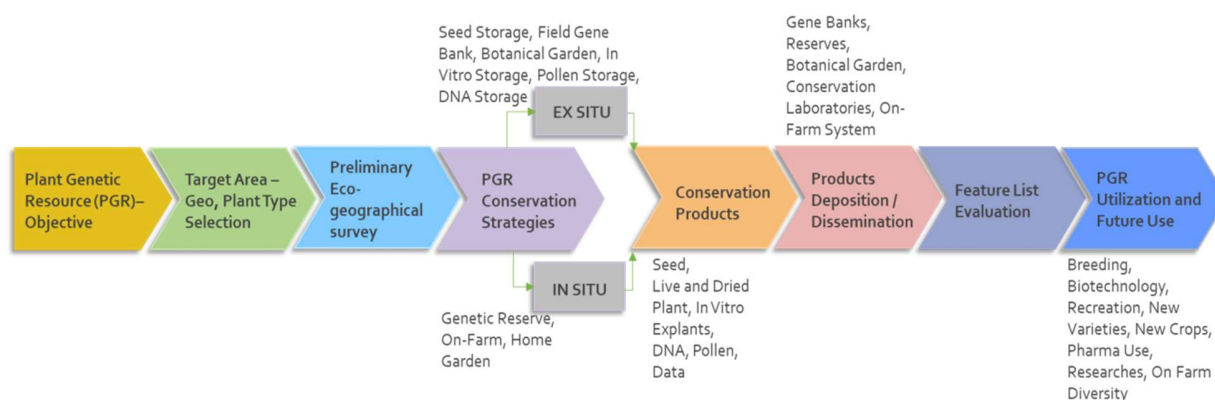 Seed Storage, Field Gene
Bank, Botanical Garden, In
Vitro Storage, Pollen Storage,
DNA Storage
EX SITU
Gene Banks,
Reserves,
Botanical Garden,
Conservation
Laboratories, On-
Farm System
Plant Genetic
Resource (PGR)–
Objective
Target Area –
Geo, Plant Type
Selection
Preliminary
Eco-
geographical
survey
PGR
Conservation
Strategies
Conservation
Products
Products
Deposition /
Dissemination
Feature List
Evaluation
PGR
Utilization and
Future Use
IN SITU
Genetic Reserve,
On-Farm, Home
Garden
Seed,
Live and Dried
Plant, In Vitro
Explants,
DNA, Pollen,
Data
Breeding,
Biotechnology,
Recreation, New
Varieties, New Crops,
Pharma Use,
Researches, On Farm
Diversity